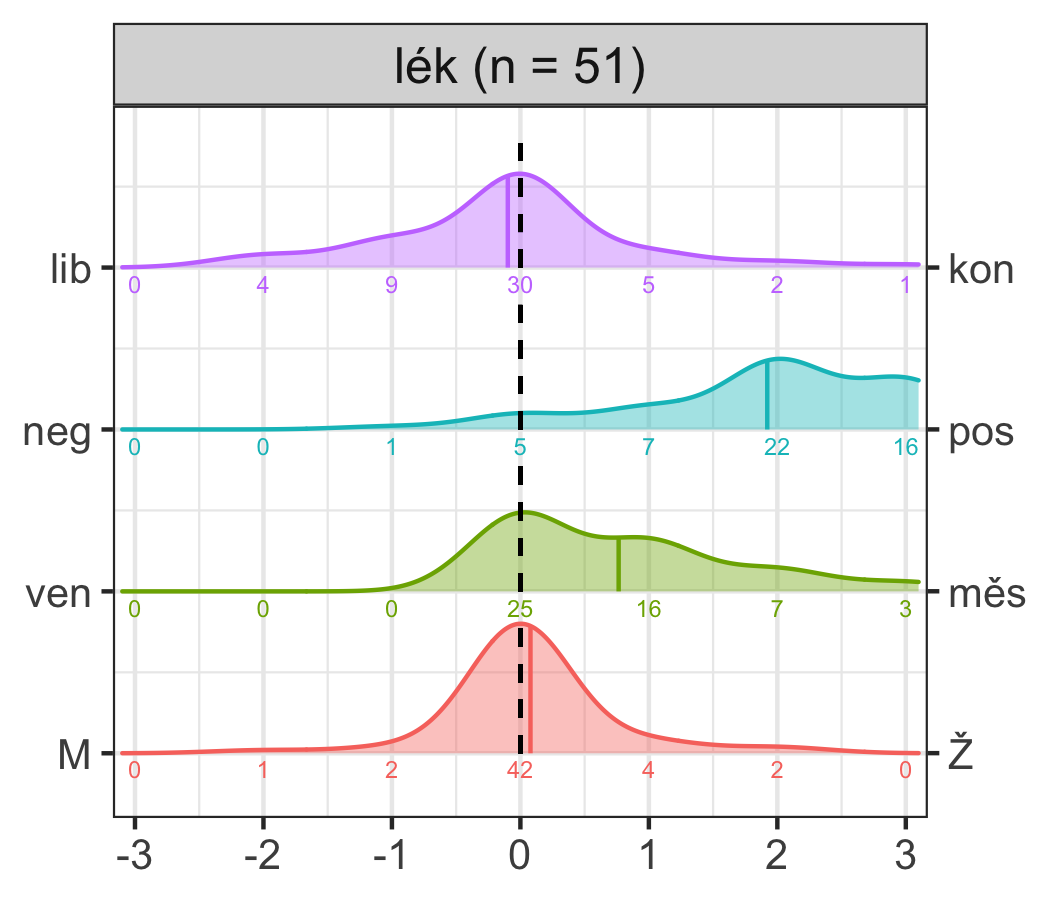 lék (n = 51)
lib kon
0 4 9 30 5 2 1
neg pos
0 0 1 5 7 22 16
ven měs
0 0 0 25 16 7 3
M Ž
0 1 2 42 4 2 0
-3 -2 -1 0 1 2 3